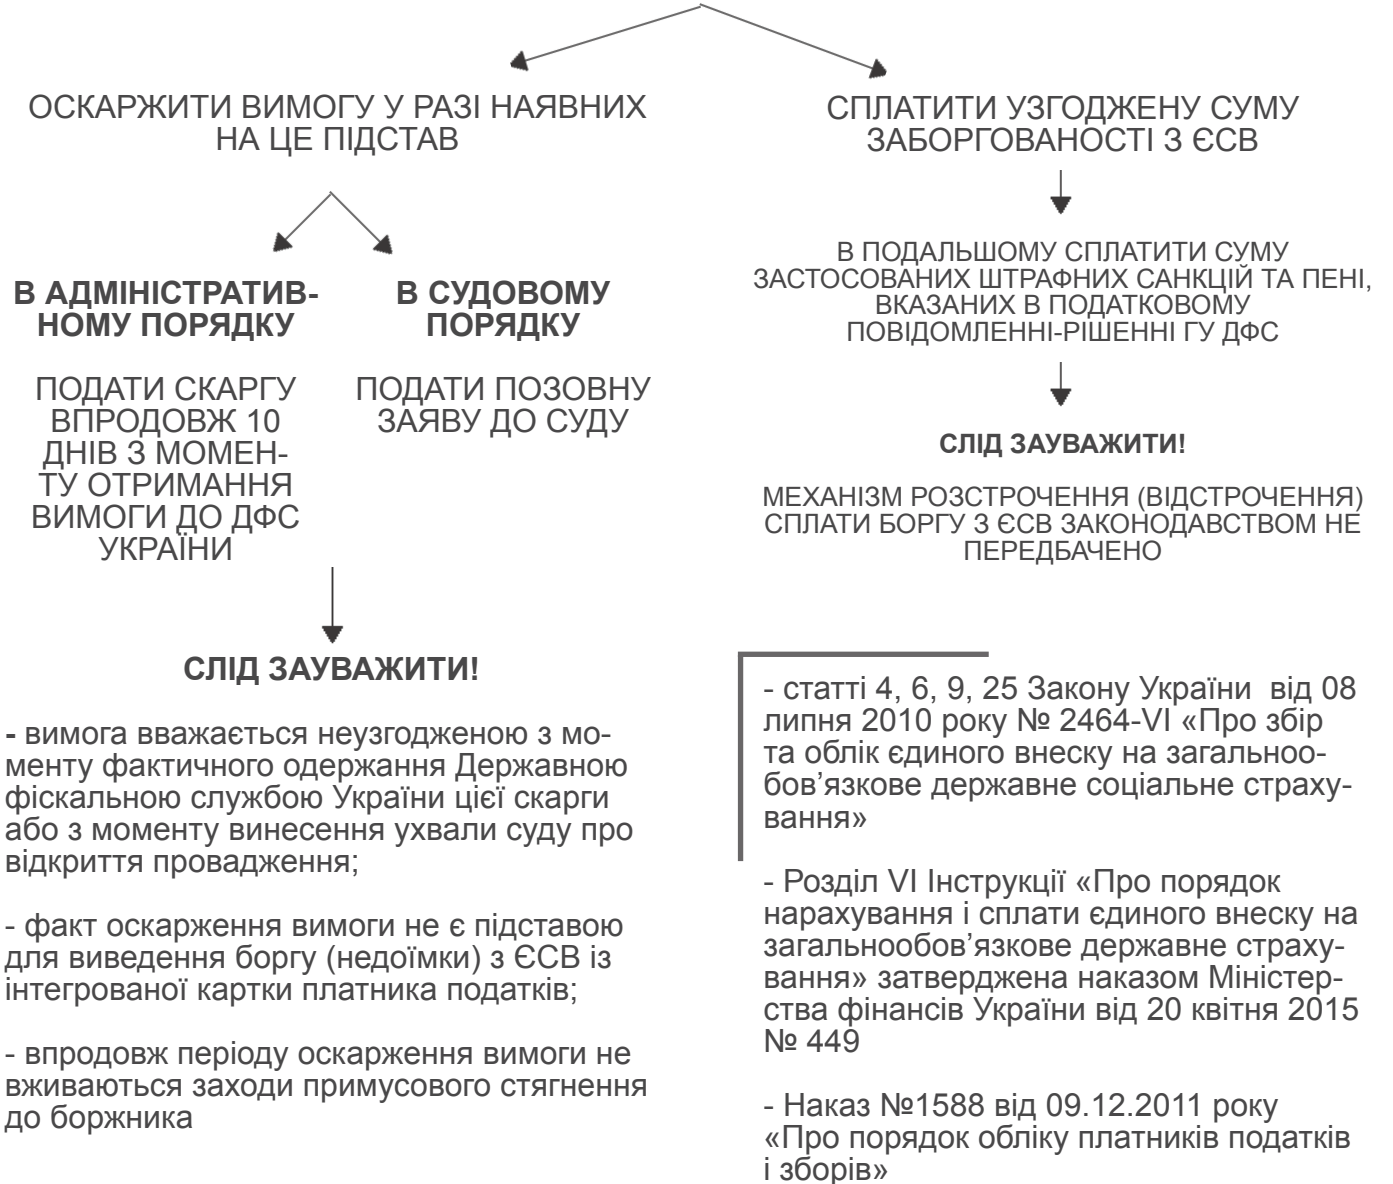 ОСКАРЖИТИ ВИМОГУ У РАЗІ НАЯВНИХ
НА ЦЕ ПІДСТАВ
В АДМІНІСТРАТИВ-
НОМУ ПОРЯДКУ
ПОДАТИ СКАРГУ
ВПРОДОВЖ 10
ДНІВ З МОМЕН-
ТУ ОТРИМАННЯ
ВИМОГИ ДО ДФС
УКРАЇНИ
В СУДОВОМУ
ПОРЯДКУ
ПОДАТИ ПОЗОВНУ
ЗАЯВУ ДО СУДУ
СЛІД ЗАУВАЖИТИ!
- вимога вважається неузгодженою з мо-
менту фактичного одержання Державною
фіскальною службою України цієї скарги
або з моменту винесення ухвали суду про
відкриття провадження;
- факт оскарження вимоги не є підставою
для виведення боргу (недоїмки) з ЄСВ із
інтегрованої картки платника податків;
- впродовж періоду оскарження вимоги не
вживаються заходи примусового стягнення
до боржника
СПЛАТИТИ УЗГОДЖЕНУ СУМУ
ЗАБОРГОВАНОСТІ З ЄСВ
В ПОДАЛЬШОМУ СПЛАТИТИ СУМУ
ЗАСТОСОВАНИХ ШТРАФНИХ САНКЦІЙ ТА ПЕНІ,
ВКАЗАНИХ В ПОДАТКОВОМУ
ПОВІДОМЛЕННІ-РІШЕННІ ГУ ДФС
СЛІД ЗАУВАЖИТИ!
МЕХАНІЗМ РОЗСТРОЧЕННЯ (ВІДСТРОЧЕННЯ)
СПЛАТИ БОРГУ З ЄСВ ЗАКОНОДАВСТВОМ НЕ
ПЕРЕДБАЧЕНО
- статті 4, 6, 9, 25 Закону України від 08
липня 2010 року № 2464-VI «Про збір
та облік єдиного внеску на загальноо-
бов’язкове державне соціальне страху-
вання»
- Розділ VI Інструкції «Про порядок
нарахування і сплати єдиного внеску на
загальнообов’язкове державне страху-
вання» затверджена наказом Міністер-
ства фінансів України від 20 квітня 2015
№ 449
- Наказ №1588 від 09.12.2011 року
«Про порядок обліку платників податків
і зборів»